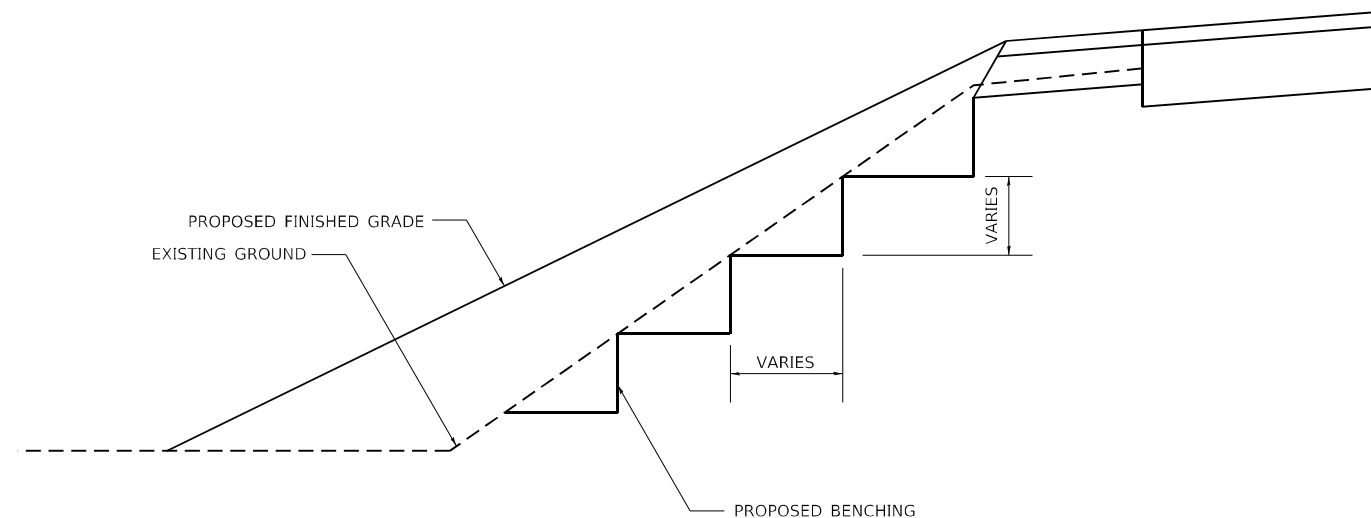 PROPOSED FINISHED GRADE
EXISTING GROUND
VARIES
VARIES
PROPOSED BENCHING